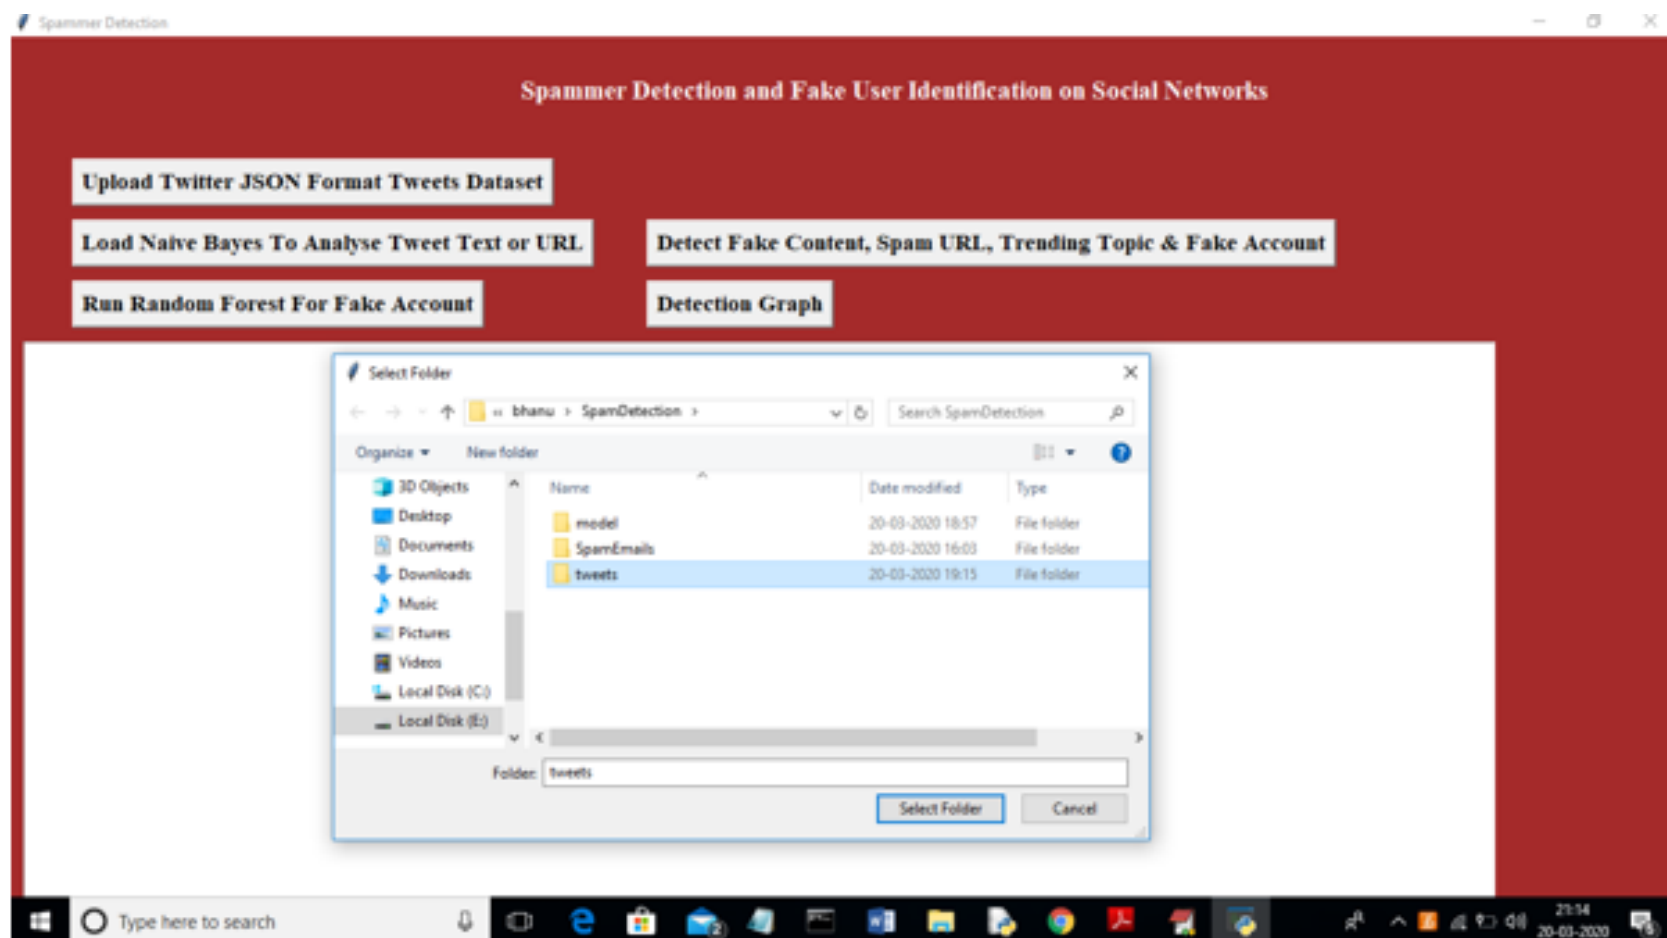 Spammer Detection
Spammer Detection and Fake User Identification on Social Networks
Upload Twitter JSON Format Tweets Dataset
Load Naive Bayes To Analyse Tweet Text or URL
Detect Fake Content, Spam URL, Trending Topic & Fake Account
Run Random Forest For Fake Account
Detection Graph
Select Folder
« bhanu › SpamDetection ›
Search SpamDetection
Organize
New folder
3D Objects
Desktop
Documents
Downloads
Music
Pictures
Videos
Local Disk (C:)
Local Disk (E:)
Name Date modified Type
model 20-03-2020 18:57 File folder
SpamEmails 20-03-2020 16:03 File folder
tweets 20-03-2020 19:15 File folder
Folder: tweets
Select Folder
Cancel
Type here to search
21:14
20-03-2020